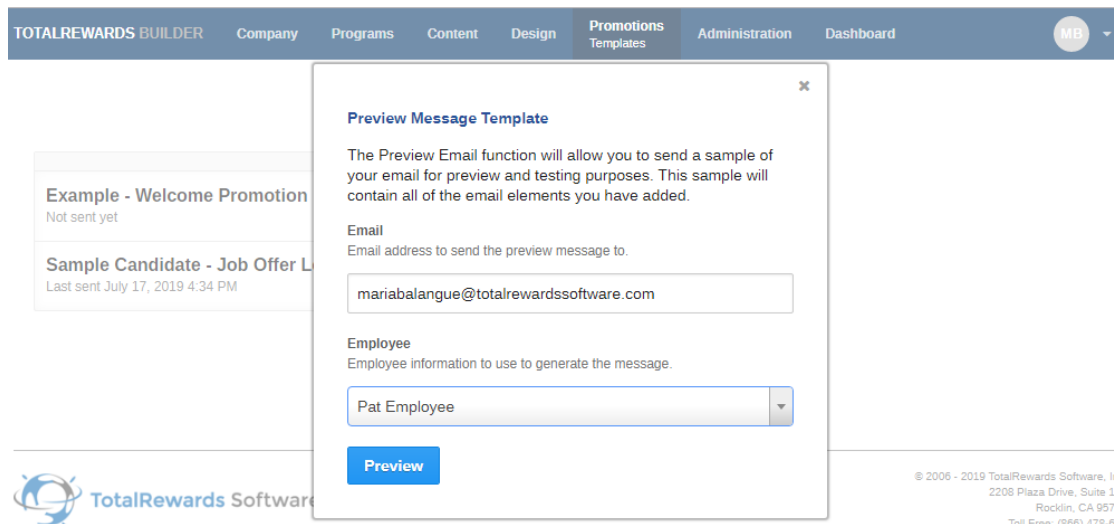 TOTALREWARDS BUILDER Company Programs Content Design Promotions Administration Dashboard MB
Templates
Preview Message Template
The Preview Email function will allow you to send a sample of
your email for preview and testing purposes. This sample will
contain all of the email elements you have added.
Example - Welcome Promotion
Not sent yet
Sample Candidate - Job Offer
Last sent July 17, 2019 4:34 PM
Email
Email address to send the preview message to.
mariabalangue@totalrewardssoftware.com
Employee
Employee information to use to generate the message.
Pat Employee
Preview
TotalRewards Software
© 2006 - 2019 TotalRewards Software,
2208 Plaza Drive, Suite
Rocklin, CA
Toll Free: (866)